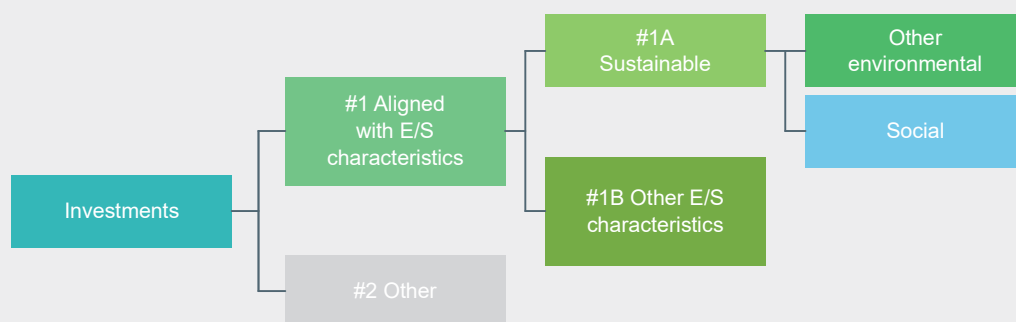 Investments
#1 Aligned
with E/S
characteristics
#2 Other
#1A
Sustainable
#1B Other E/S
characteristics
Other
environmental
Social